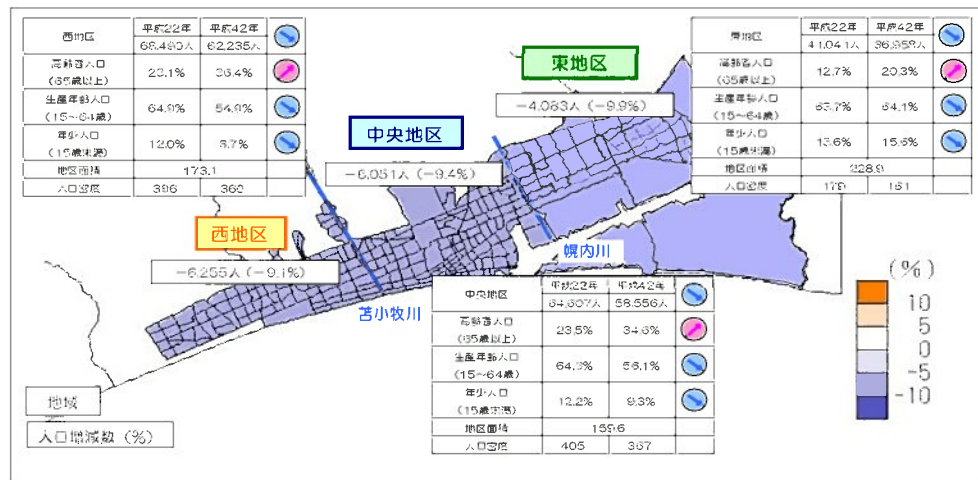 西地区 平成22年 平成42年
68,490人 62,235人
高齢者人口 23.1% 36.4%
(65歳以上)
生産年齢人口 64.9% 54.9%
(15～64歳)
年少人口 12.0% 8.7%
(15歳未満)
地区面積 173.1
人口密度 396 360
東地区 平成22年 平成42年
41,041人 36,958人
高齢者人口 12.7% 20.3%
(65歳以上)
生産年齢人口 64.1%
(15～64歳)
年少人口 15.6%
(15歳未満)
地区面積 228.9
人口密度 179 161
東地区
-4,083人 (-9.9%)
中央地区
-6,051人 (-9.4%)
西地区
-6,255人 (-9.1%)
幌内川
苫小牧川
中央地区 平成22年 平成42年
64,607人 58,556人
高齢者人口 23.5% 34.6%
(65歳以上)
生産年齢人口 64.3% 56.1%
(15～64歳)
年少人口 12.2% 9.3%
(15歳未満)
地区面積 159.6
人口密度 405 367
(%)
10
5
0
-5
-10
地域
人口増減数 (%)